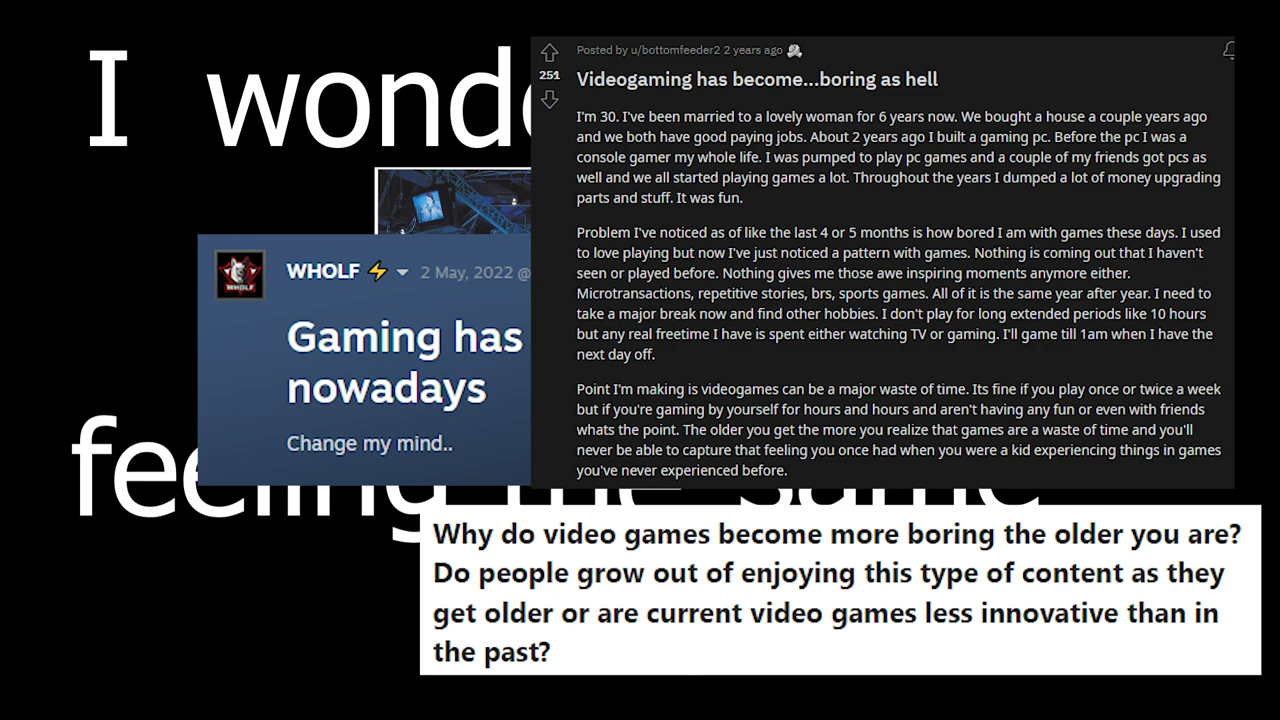 I wond
Posted by u/bottomfeeder2 2 years ago
251
Videogaming has become...boring as hell
I'm 30. I've been married to a lovely woman for 6 years now. We bought a house a couple years ago
and we both have good paying jobs. About 2 years ago I built a gaming pc. Before the pc I was a
console gamer my whole life. I was pumped to play pc games and a couple of my friends got pcs as
well and we all started playing games a lot. Throughout the years I dumped a lot of money upgrading
parts and stuff. It was fun.
Problem I've noticed as of like the last 4 or 5 months is how bored I am with games these days. I used
to love playing but now I've just noticed a pattern with games. Nothing is coming out that I haven't
seen or played before. Nothing gives me those awe inspiring moments anymore either.
Microtransactions, repetitive stories, brs, sports games. All of it is the same year after year. I need to
take a major break now and find other hobbies. I don't play for long extended periods like 10 hours
but any real freetime I have is spent either watching TV or gaming. I'll game till 1am when I have the
next day off.
Point I'm making is videogames can be a major waste of time. Its fine if you play once or twice a week
but if you're gaming by yourself for hours and hours and aren't having any fun or even with friends
whats the point. The older you get the more you realize that games are a waste of time and you'll
never be able to capture that feeling you once had when you were a kid experiencing things in games
you've never experienced before.
WHOLF
WHOLF ⚡ 2 May, 2022 @
Gaming has
nowadays
Change my mind..
feeling the same
Why do video games become more boring the older you are?
Do people grow out of enjoying this type of content as they
get older or are current video games less innovative than in
the past?